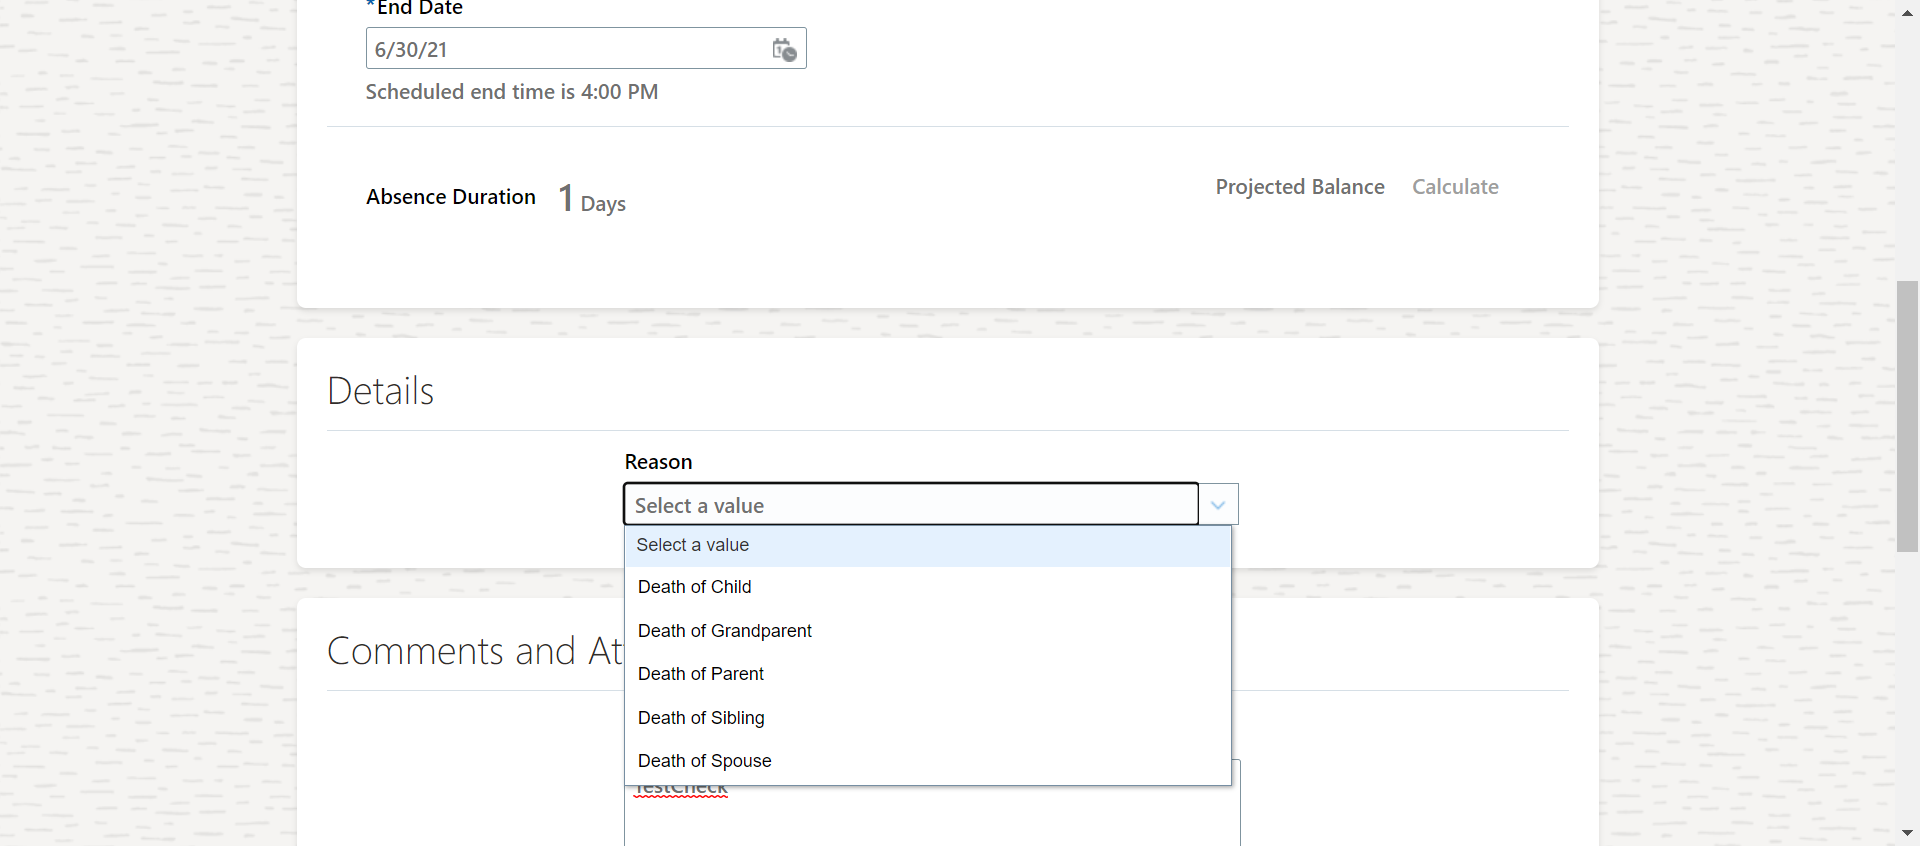 *End Date
6/30/21
Scheduled end time is 4:00 PM
Absence Duration 1 Days
Projected Balance Calculate
Details
Reason
Select a value
Select a value
Death of Child
Death of Grandparent
Death of Parent
Death of Sibling
Death of Spouse
Comments and At
TestCheck